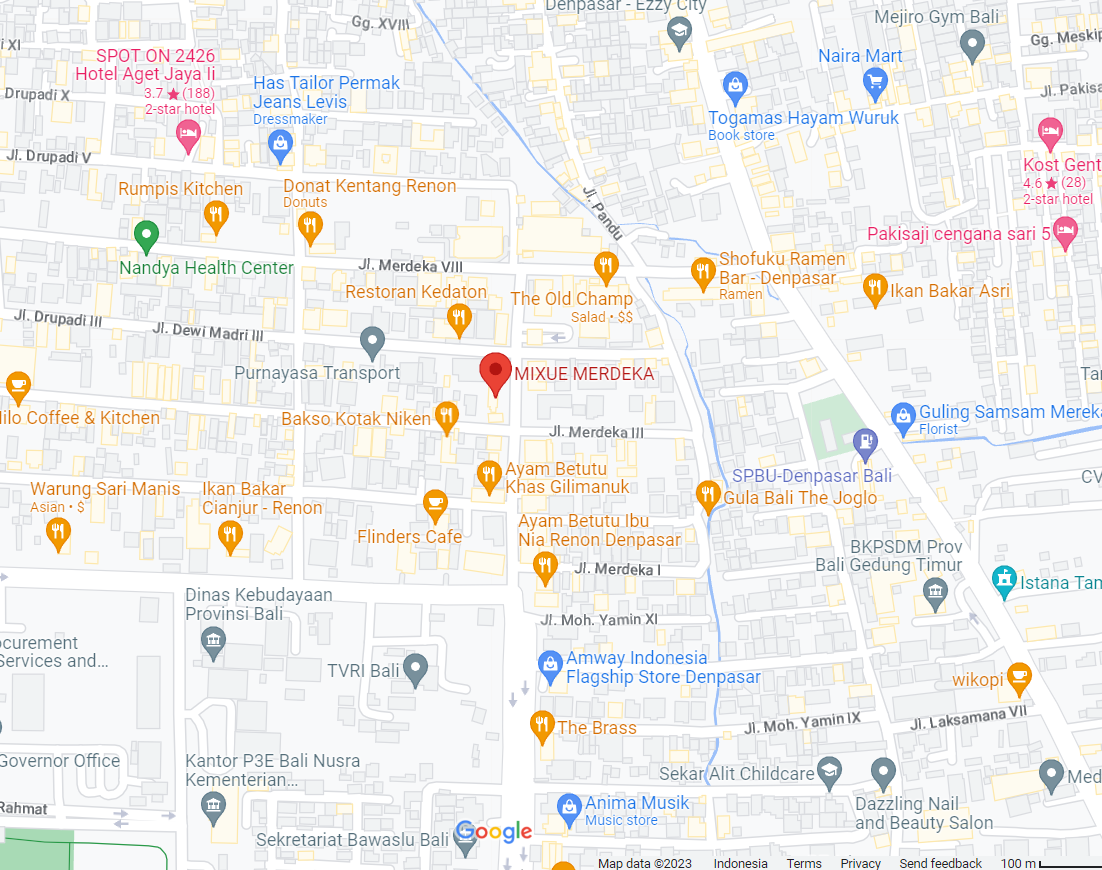 Denpasar - Ezzy City
Gg. XVIII
Mejiro Gym Bali
Gg. Meskip
XI
SPOT ON 2426
Hotel Aget Jaya Ii
3.7 ★ (188)
2-star hotel
Naira Mart
Has Tailor Permak
Jeans Levis
Dressmaker
Drupadi X
Jl. Pakisa
Togamas Hayam Wuruk
Book store
Jl. Drupadi V
Kost Gent
4.6 ★ (28)
2-star hotel
Rumpis Kitchen
Donat Kentang Renon
Donuts
Jl. Pandu
Pakisaji cengana sari 5
Nandya Health Center
Jl. Merdeka VIII
Shofuku Ramen
Bar - Denpasar
Ramen
Restoran Kedaton
The Old Champ
Salad • $$
Ikan Bakar Asri
Jl. Drupadi III
Jl. Dewi Madri III
Purnayasa Transport
MIXUE MERDEKA
Tar
Coffee & Kitchen
Bakso Kotak Niken
Jl. Merdeka III
Guling Samsam Mereka
Florist
Ayam Betutu
Khas Gilimanuk
SPBU-Denpasar Bali
CV
Warung Sari Manis
Asian • $
Ikan Bakar
Cianjur - Renon
Gula Bali The Joglo
Flinders Cafe
Ayam Betutu Ibu
Nia Renon Denpasar
BKPSDM Prov
Bali Gedung Timur
Jl. Merdeka I
Istana Tam
Dinas Kebudayaan
Provinsi Bali
Jl. Moh. Yamin XI
ocurement
Services and...
TVRI Bali
Amway Indonesia
Flagship Store Denpasar
wikopi
The Brass
Jl. Moh. Yamin IX
Jl. Laksamana VII
Governor Office
Kantor P3E Bali Nusra
Kementerian...
Sekar Alit Childcare
Med
Rahmat
Anima Musik
Music store
Dazzling Nail
and Beauty Salon
Sekretariat Bawaslu Bali
Google
Map data ©2023
Indonesia
Terms
Privacy
Send feedback
100 m